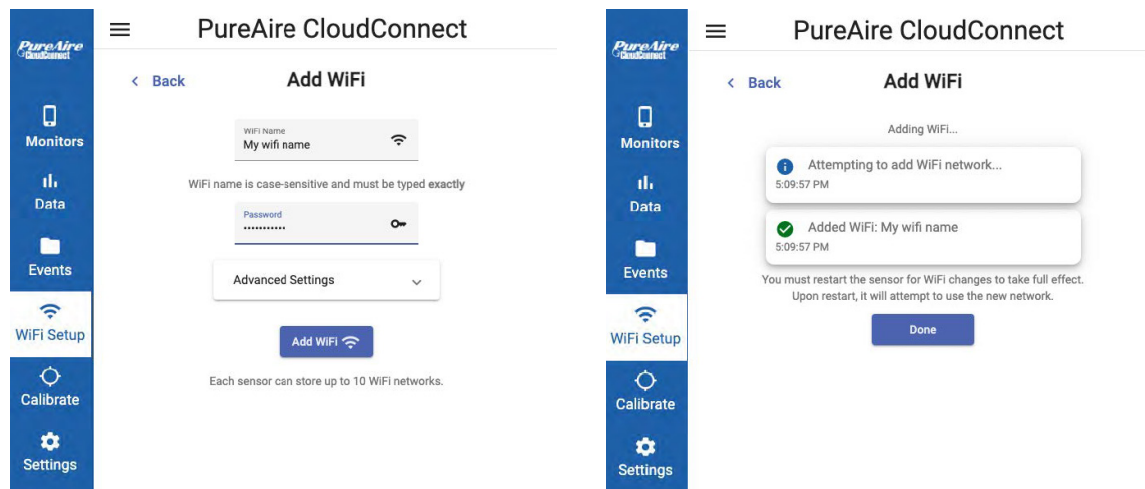 PureAire
CloudConnect
Monitors
Data
Events
WiFi Setup
Calibrate
Settings
PureAire CloudConnect
Back
Add WiFi
WiFi Name
My wifi name
WiFi name is case-sensitive and must be typed exactly
Password
•••••••••••
Advanced Settings
Add WiFi
Each sensor can store up to 10 WiFi networks.
PureAire
CloudConnect
Monitors
Data
Events
WiFi Setup
Calibrate
Settings
PureAire CloudConnect
Back
Add WiFi
Adding WiFi...
Attempting to add WiFi network...
5:09:57 PM
Added WiFi: My wifi name
5:09:57 PM
You must restart the sensor for WiFi changes to take full effect.
Upon restart, it will attempt to use the new network.
Done